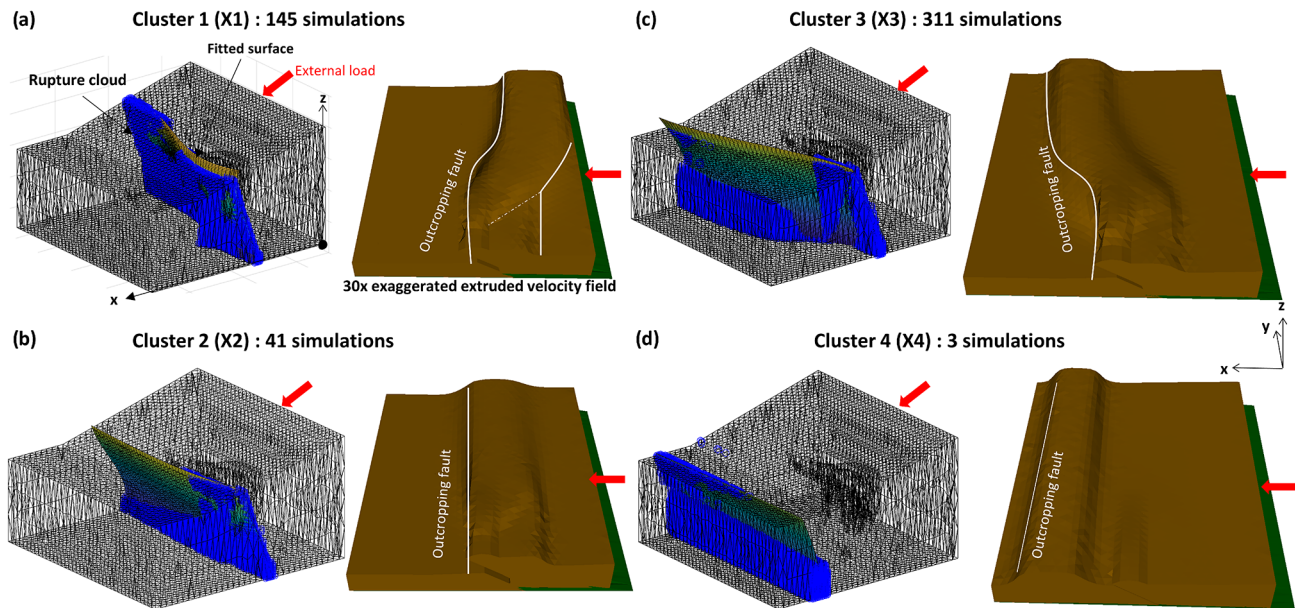 (a)
Cluster 1 (X1) : 145 simulations
Fitted surface
External load
Rupture cloud
z
x
Outcropping fault
30x exaggerated extruded velocity field
(b)
Cluster 2 (X2) : 41 simulations
Outcropping fault
(c)
Cluster 3 (X3) : 311 simulations
Outcropping fault
z
y
x
(d)
Cluster 4 (X4) : 3 simulations
Outcropping fault